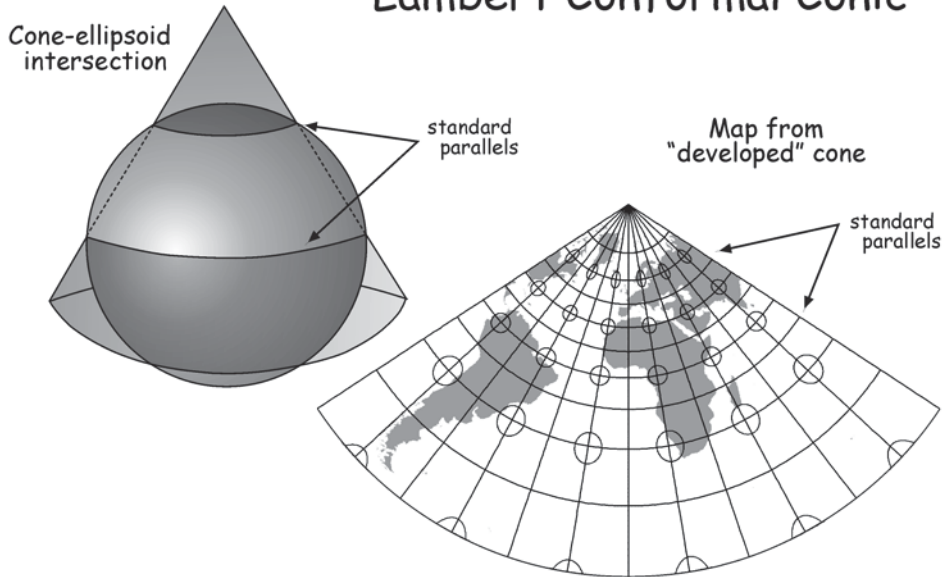 Lambert Conformal Conic
Cone-ellipsoid
intersection
standard
parallels
Map from
"developed" cone
standard
parallels